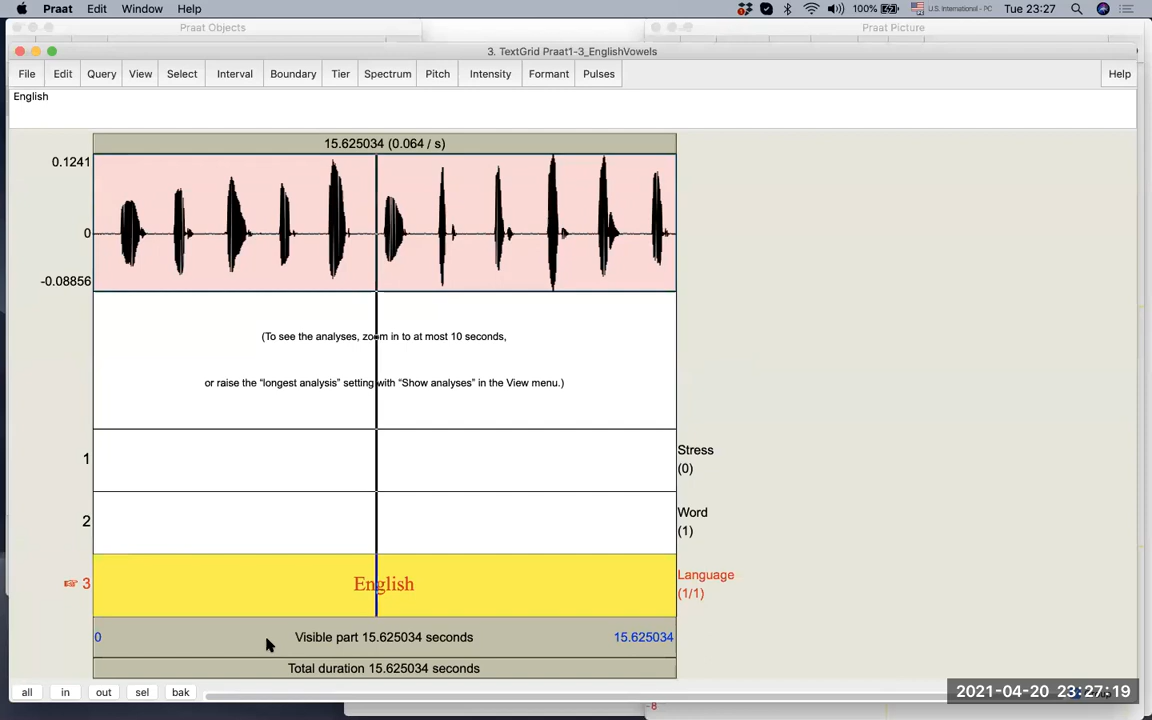 Praat Edit Window Help
100% U.S. International - PC Tue 23:27
Praat Objects
Praat Picture
3. TextGrid Praat1-3_EnglishVowels
File Edit Query View Select Interval Boundary Tier Spectrum Pitch Intensity Formant Pulses Help
English
15.625034 (0.064 / s)
0.1241
0
-0.08856
(To see the analyses, zoom in to at most 10 seconds,
or raise the “longest analysis” setting with “Show analyses” in the View menu.)
1
Stress
(0)
2
Word
(1)
☞ 3
English
Language
(1/1)
0
Visible part 15.625034 seconds
15.625034
Total duration 15.625034 seconds
all in out sel bak
2021-04-20 23:27:19
-8